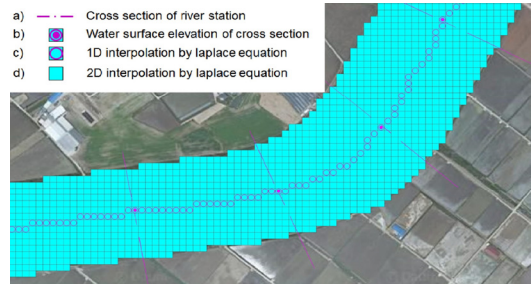 a) Cross section of river station
b) Water surface elevation of cross section
c) 1D interpolation by laplace equation
d) 2D interpolation by laplace equation